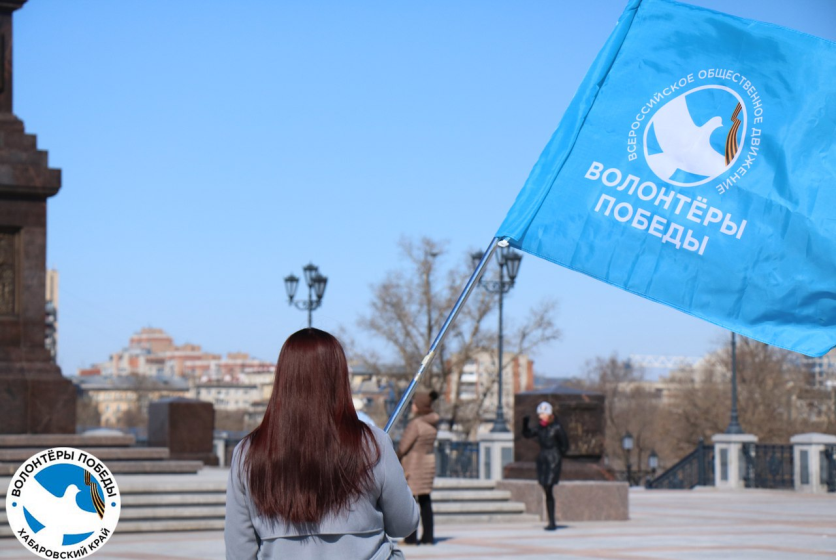 ВСЕРОССИЙСКОЕ ОБЩЕСТВЕННОЕ ДВИЖЕНИЕ
ВОЛОНТЁРЫ
ПОБЕДЫ
ВОЛОНТЁРЫ ПОБЕДЫ
ХАБАРОВСКИЙ КРАЙ